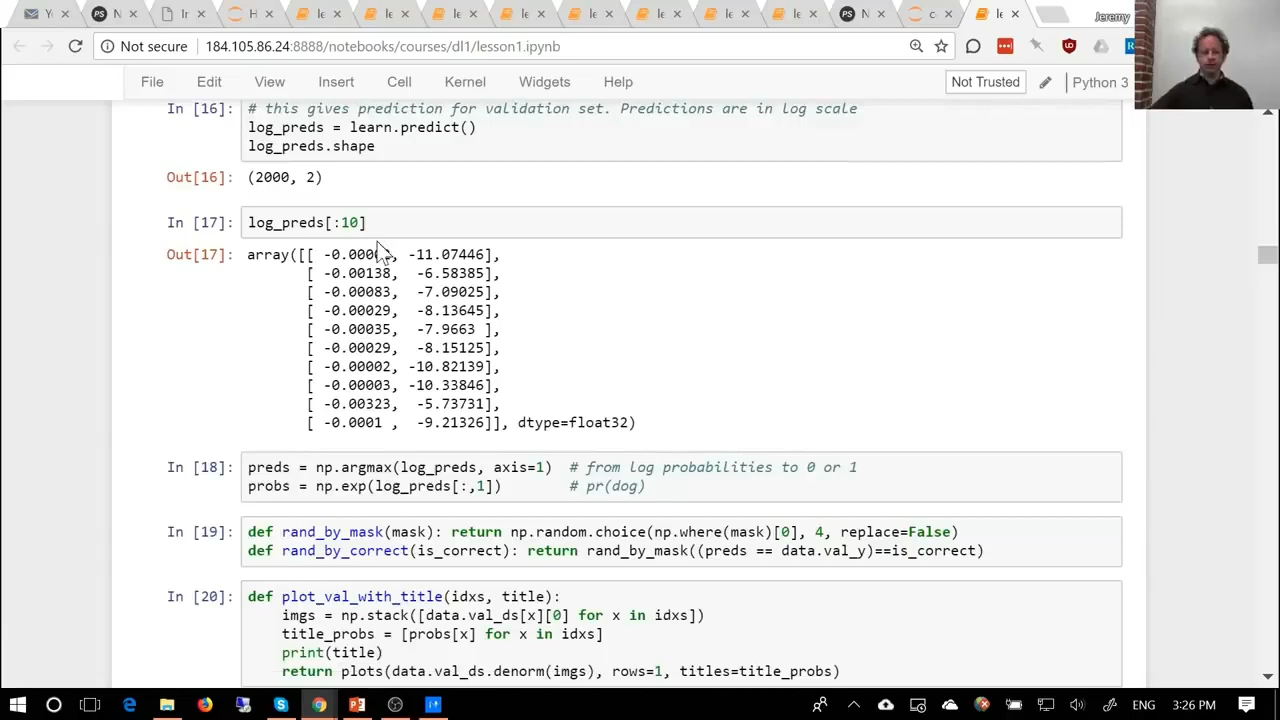 Jeremy
Not secure 184.105.86.24:8888/notebooks/courses/dl1/lesson1.ipynb
File Edit View Insert Cell Kernel Widgets Help Not Trusted Python 3
In [16]: # this gives prediction for validation set. Predictions are in log scale
log_preds = learn.predict()
log_preds.shape
Out[16]: (2000, 2)
In [17]: log_preds[:10]
Out[17]: array([[ -0.0000 , -11.07446],
[ -0.00138, -6.58385],
[ -0.00083, -7.09025],
[ -0.00029, -8.13645],
[ -0.00035, -7.9663 ],
[ -0.00029, -8.15125],
[ -0.00002, -10.82139],
[ -0.00003, -10.33846],
[ -0.00323, -5.73731],
[ -0.0001 , -9.21326]], dtype=float32)
In [18]: preds = np.argmax(log_preds, axis=1) # from log probabilities to 0 or 1
probs = np.exp(log_preds[:,1]) # pr(dog)
In [19]: def rand_by_mask(mask): return np.random.choice(np.where(mask)[0], 4, replace=False)
def rand_by_correct(is_correct): return rand_by_mask((preds == data.val_y)==is_correct)
In [20]: def plot_val_with_title(idxs, title):
imgs = np.stack([data.val_ds[x][0] for x in idxs])
title_probs = [probs[x] for x in idxs]
print(title)
return plots(data.val_ds.denorm(imgs), rows=1, titles=title_probs)
ENG 3:26 PM